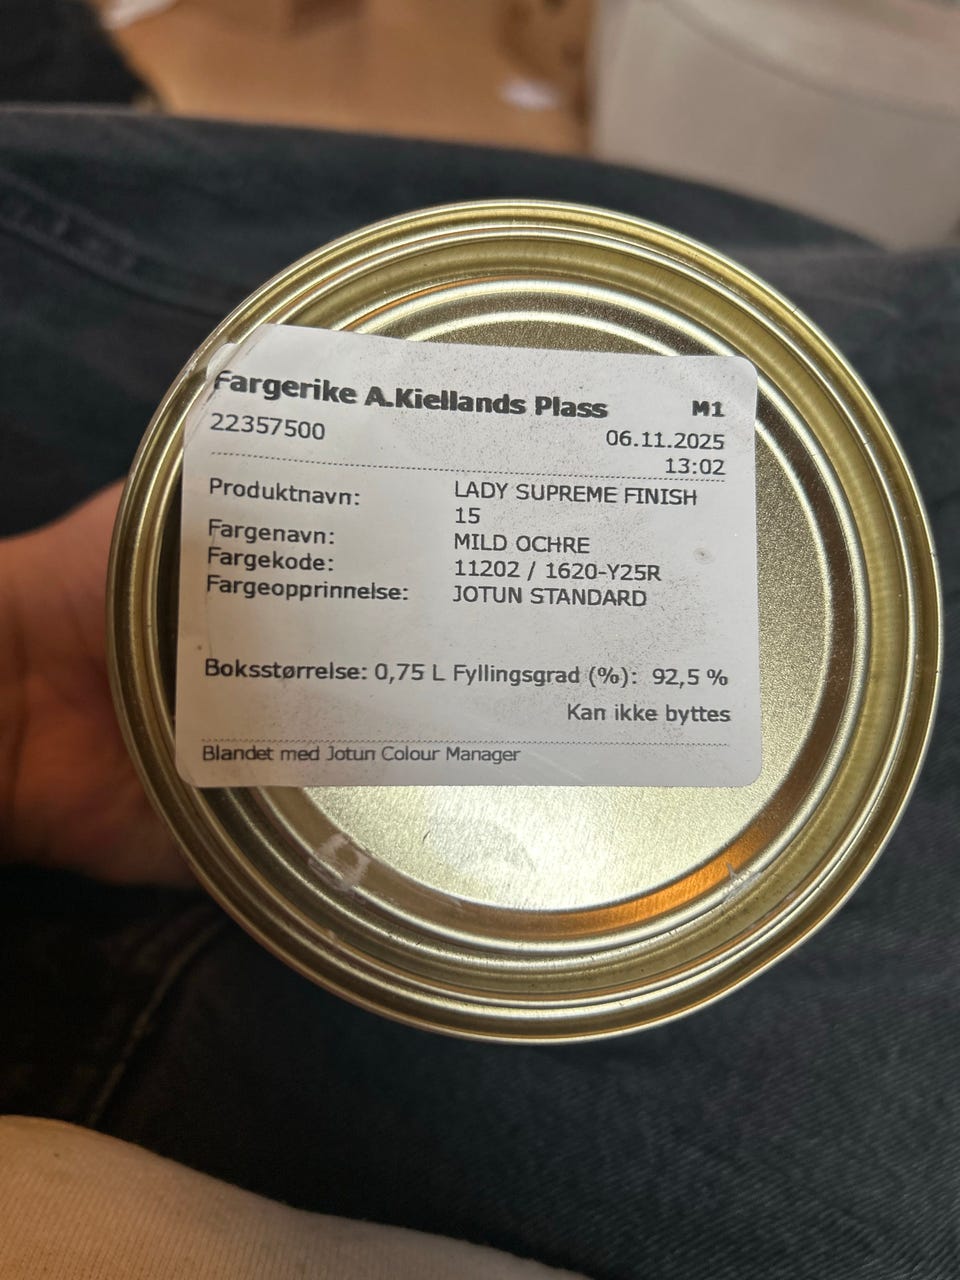 Fargerike A.Kiellands Plass M1
22357500 06.11.2025
13:02
Produktnavn: LADY SUPREME FINISH
15
Fargenavn: MILD OCHRE
Fargekode: 11202 / 1620-Y25R
Fargeopprinnelse: JOTUN STANDARD
Boksstørrelse: 0,75 L Fyllingsgrad (%): 92,5 %
Kan ikke byttes
Blandet med Jotun Colour Manager